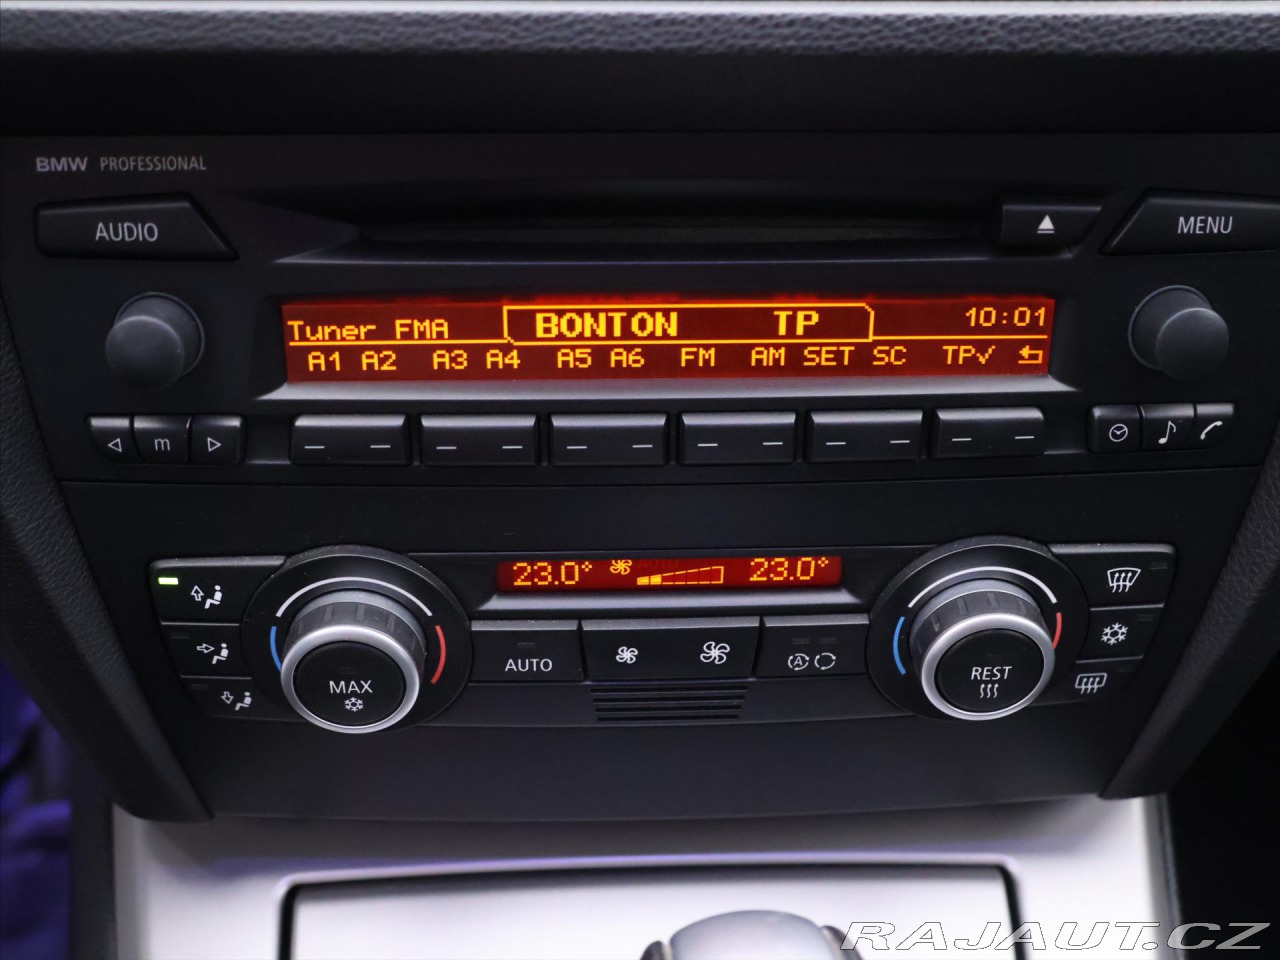 BMW PROFESSIONAL
AUDIO
MENU
Tuner FMA BONTON TP 10:01
A1 A2 A3 A4 A5 A6 FM AM SET SC TP✓
m
23.0° AUTO 23.0°
AUTO
A
MAX
REST
RAJAUT.CZ